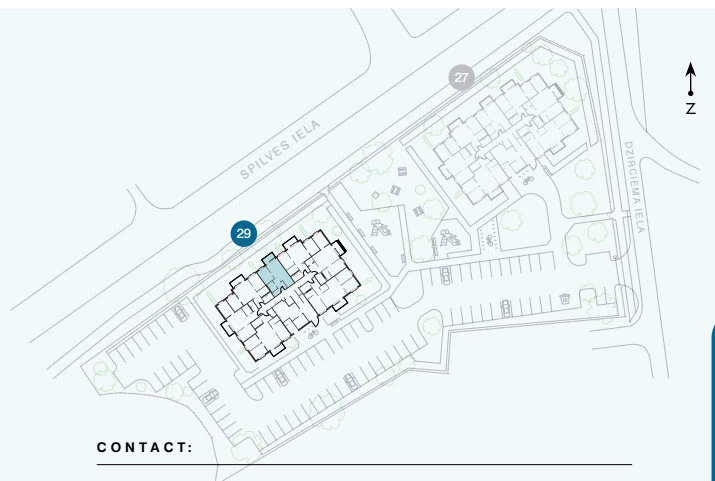 27
Z
SPILVES IELA
DZIRCIEMA IELA
29
CONTACT: